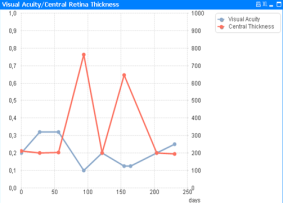 Visual Acuity/Central Retina Thickness
Visual Acuity
Central Retina Thickness
1,0 1000
0,9 900
0,8 800
0,7 700
0,6 600
0,5 500
0,4 400
0,3 300
0,2 200
0,1 100
0,0 0
0 50 100 150 200 250
days